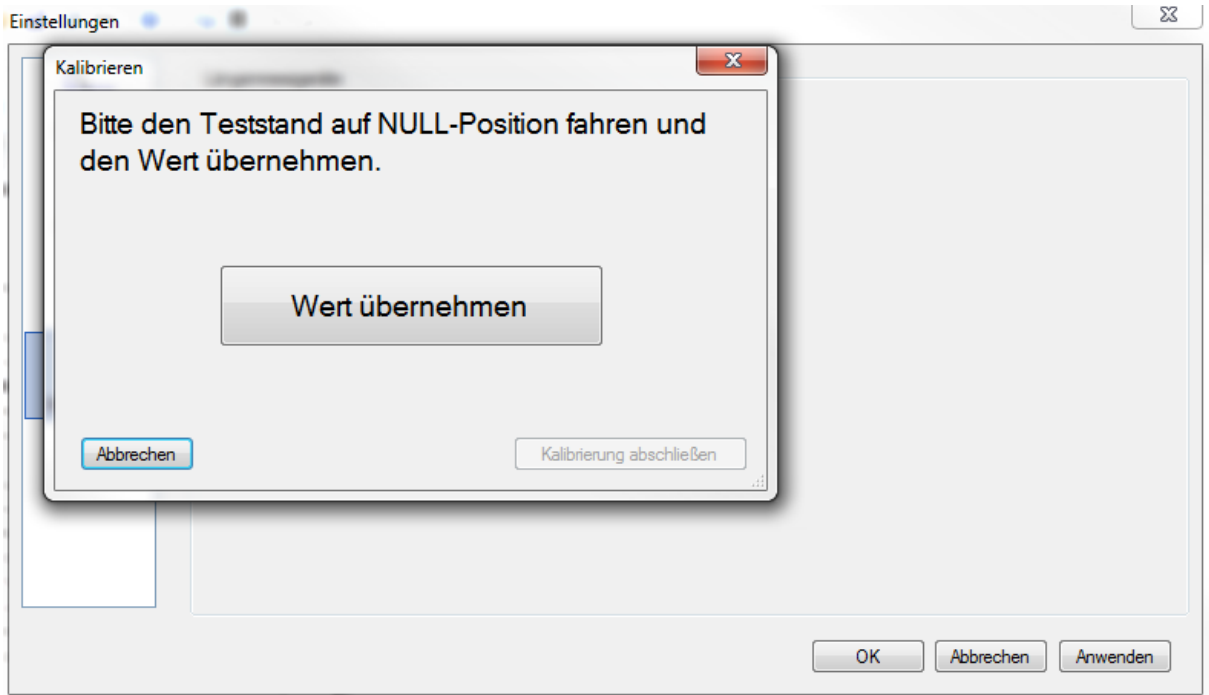 Einstellungen
Kalibrieren
Bitte den Teststand auf NULL-Position fahren und
den Wert übernehmen.
Wert übernehmen
Abbrechen
Kalibrierung abschließen
OK
Abbrechen
Anwenden